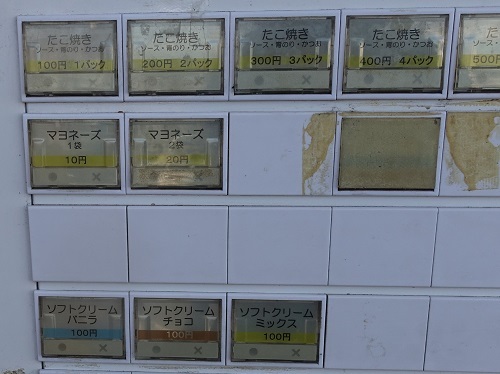 たこ焼き
ソース・青のり・かつお
100円 1パック
たこ焼き
ソース・青のり・かつお
200円 2パック
たこ焼き
ソース・青のり・かつお
300円 3パック
たこ焼き
ソース・青のり・かつお
400円 4パック
たこ
ソース・
500円
マヨネーズ
1袋
10円
マヨネーズ
2袋
20円
ソフトクリーム
バニラ
100円
ソフトクリーム
チョコ
100円
ソフトクリーム
ミックス
100円